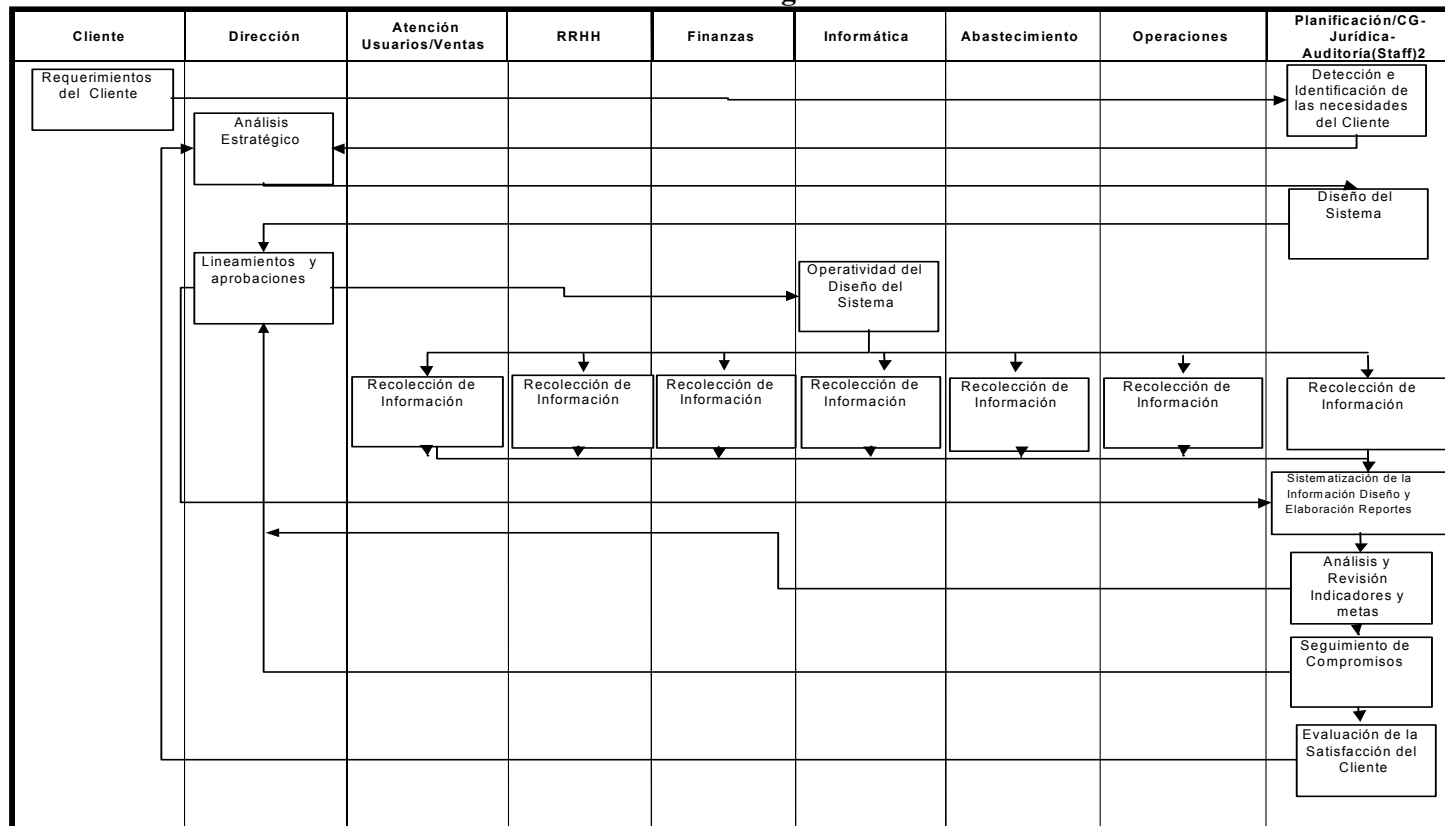 Cliente
Dirección
Atención
Usuarios/Ventas
RRHH
Finanzas
Informática
Abastecimiento
Operaciones
Planificación/CG-
Jurídica-
Auditoría(Staff)2
Requerimientos
del Cliente
Detección e
Identificación de
las necesidades
del Cliente
Análisis
Estratégico
Diseño del
Sistema
Lineamientos y
aprobaciones
Operatividad del
Diseño del
Sistema
Recolección de
Información
Recolección de
Información
Recolección de
Información
Recolección de
Información
Recolección de
Información
Recolección de
Información
Recolección de
Información
Sistematización de la
Información Diseño y
Elaboración Reportes
Análisis y
Revisión
Indicadores y
metas
Seguimiento de
Compromisos
Evaluación de la
Satisfacción del
Cliente